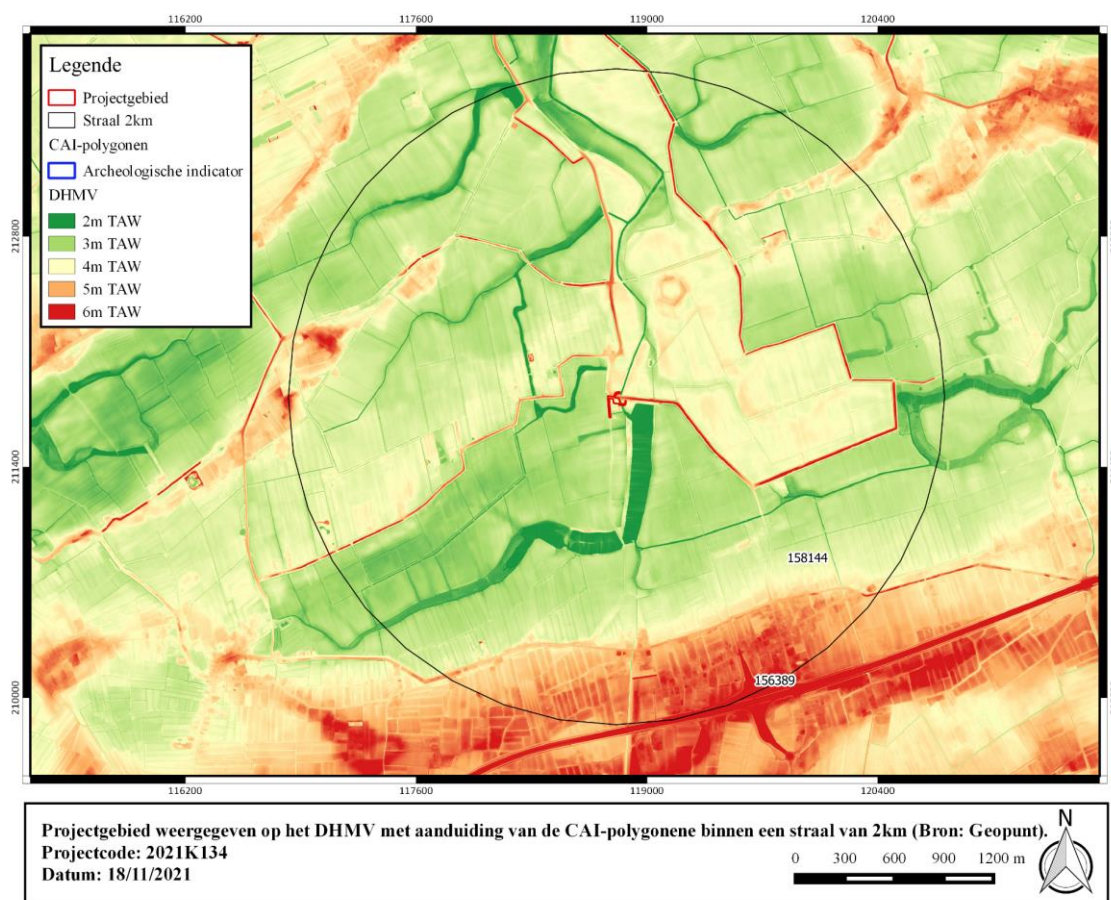 116200 117600 119000 120400
Legende
Projectgebied
Straal 2km
CAI-polygonen
Archeologische indicator
DHMV
2m TAW
3m TAW
4m TAW
5m TAW
6m TAW
212800
211400
210000
158144
156389
116200 117600 119000 120400
Projectgebied weergegeven op het DHMV met aanduiding van de CAI-polygonene binnen een straal van 2km (Bron: Geopunt).
Projectcode: 2021K134
Datum: 18/11/2021
0 300 600 900 1200 m
N